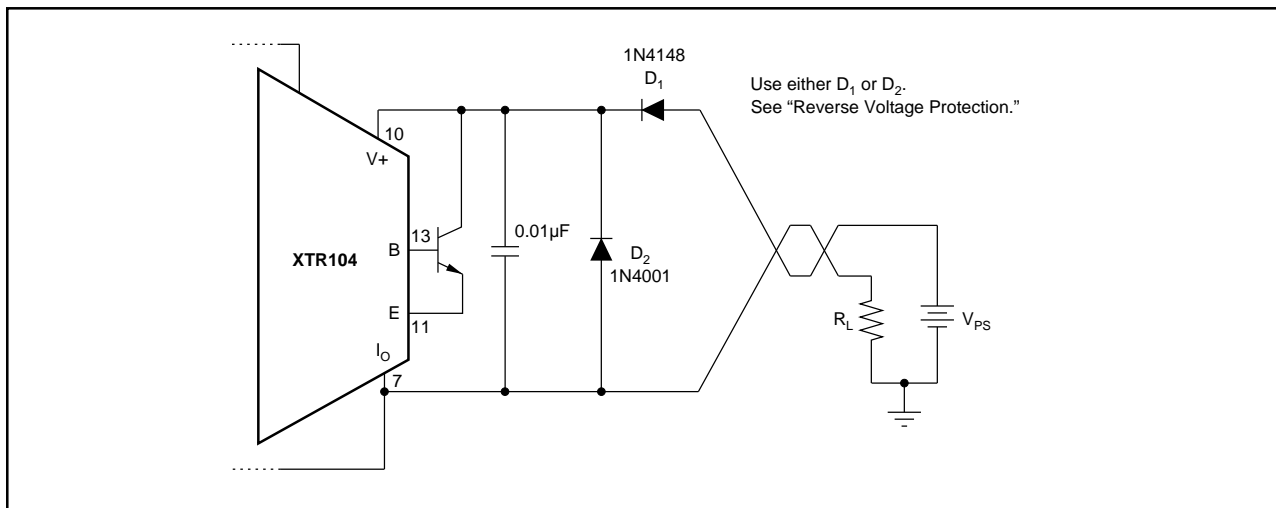 1N4148
D1
Use either D1 or D2.
See “Reverse Voltage Protection.”
10
V+
13
B
0.01µF
XTR104
D2
1N4001
E
11
RL
VPS
IO
7